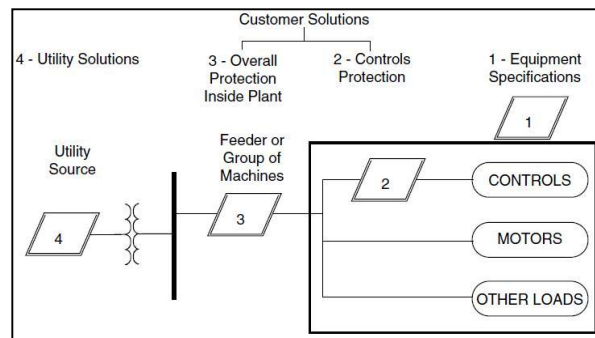 Customer Solutions
4 - Utility Solutions
3 - Overall
Protection
Inside Plant
2 - Controls
Protection
1 - Equipment
Specifications
1
Utility
Source
Feeder or
Group of
Machines
2
CONTROLS
4
3
MOTORS
OTHER LOADS